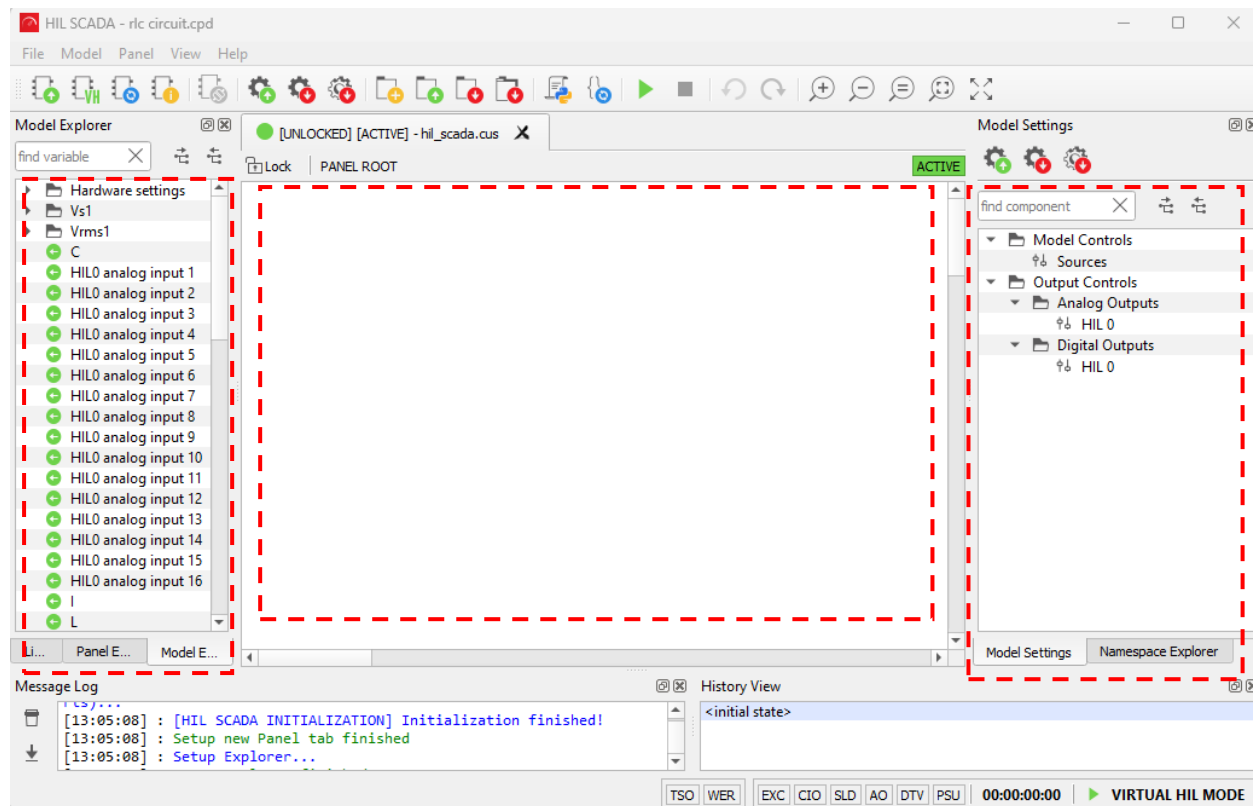 HIL SCADA - rlc circuit.cpd
File Model Panel View Help
VH
Model Explorer
find variable
Hardware settings
Vs1
Vrms1
C
HIL0 analog input 1
HIL0 analog input 2
HIL0 analog input 3
HIL0 analog input 4
HIL0 analog input 5
HIL0 analog input 6
HIL0 analog input 7
HIL0 analog input 8
HIL0 analog input 9
HIL0 analog input 10
HIL0 analog input 11
HIL0 analog input 12
HIL0 analog input 13
HIL0 analog input 14
HIL0 analog input 15
HIL0 analog input 16
I
L
Li... Panel E... Model E...
[UNLOCKED] [ACTIVE] - hil_scada.cus
Lock PANEL ROOT ACTIVE
Model Settings
find component
Model Controls
Sources
Output Controls
Analog Outputs
HIL 0
Digital Outputs
HIL 0
Model Settings Namespace Explorer
Message Log
[13:05:08] : [HIL SCADA INITIALIZATION] Initialization finished!
[13:05:08] : Setup new Panel tab finished
[13:05:08] : Setup Explorer...
History View
<initial state>
TSO WER EXC CIO SLD AO DTV PSU 00:00:00:00 VIRTUAL HIL MODE